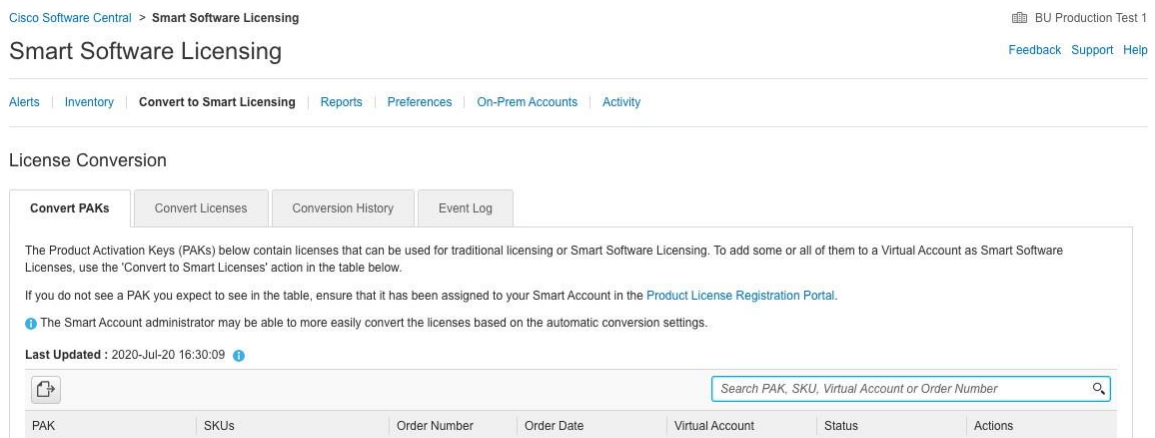 Cisco Software Central > Smart Software Licensing
BU Production Test 1
Smart Software Licensing
Feedback Support Help
Alerts | Inventory | Convert to Smart Licensing | Reports | Preferences | On-Prem Accounts | Activity
License Conversion
Convert PAKs
Convert Licenses
Conversion History
Event Log
The Product Activation Keys (PAKs) below contain licenses that can be used for traditional licensing or Smart Software Licensing. To add some or all of them to a Virtual Account as Smart Software
Licenses, use the 'Convert to Smart Licenses' action in the table below.
If you do not see a PAK you expect to see in the table, ensure that it has been assigned to your Smart Account in the Product License Registration Portal.
The Smart Account administrator may be able to more easily convert the licenses based on the automatic conversion settings.
Last Updated : 2020-Jul-20 16:30:09
Search PAK, SKU, Virtual Account or Order Number
PAK SKUs Order Number Order Date Virtual Account Status Actions